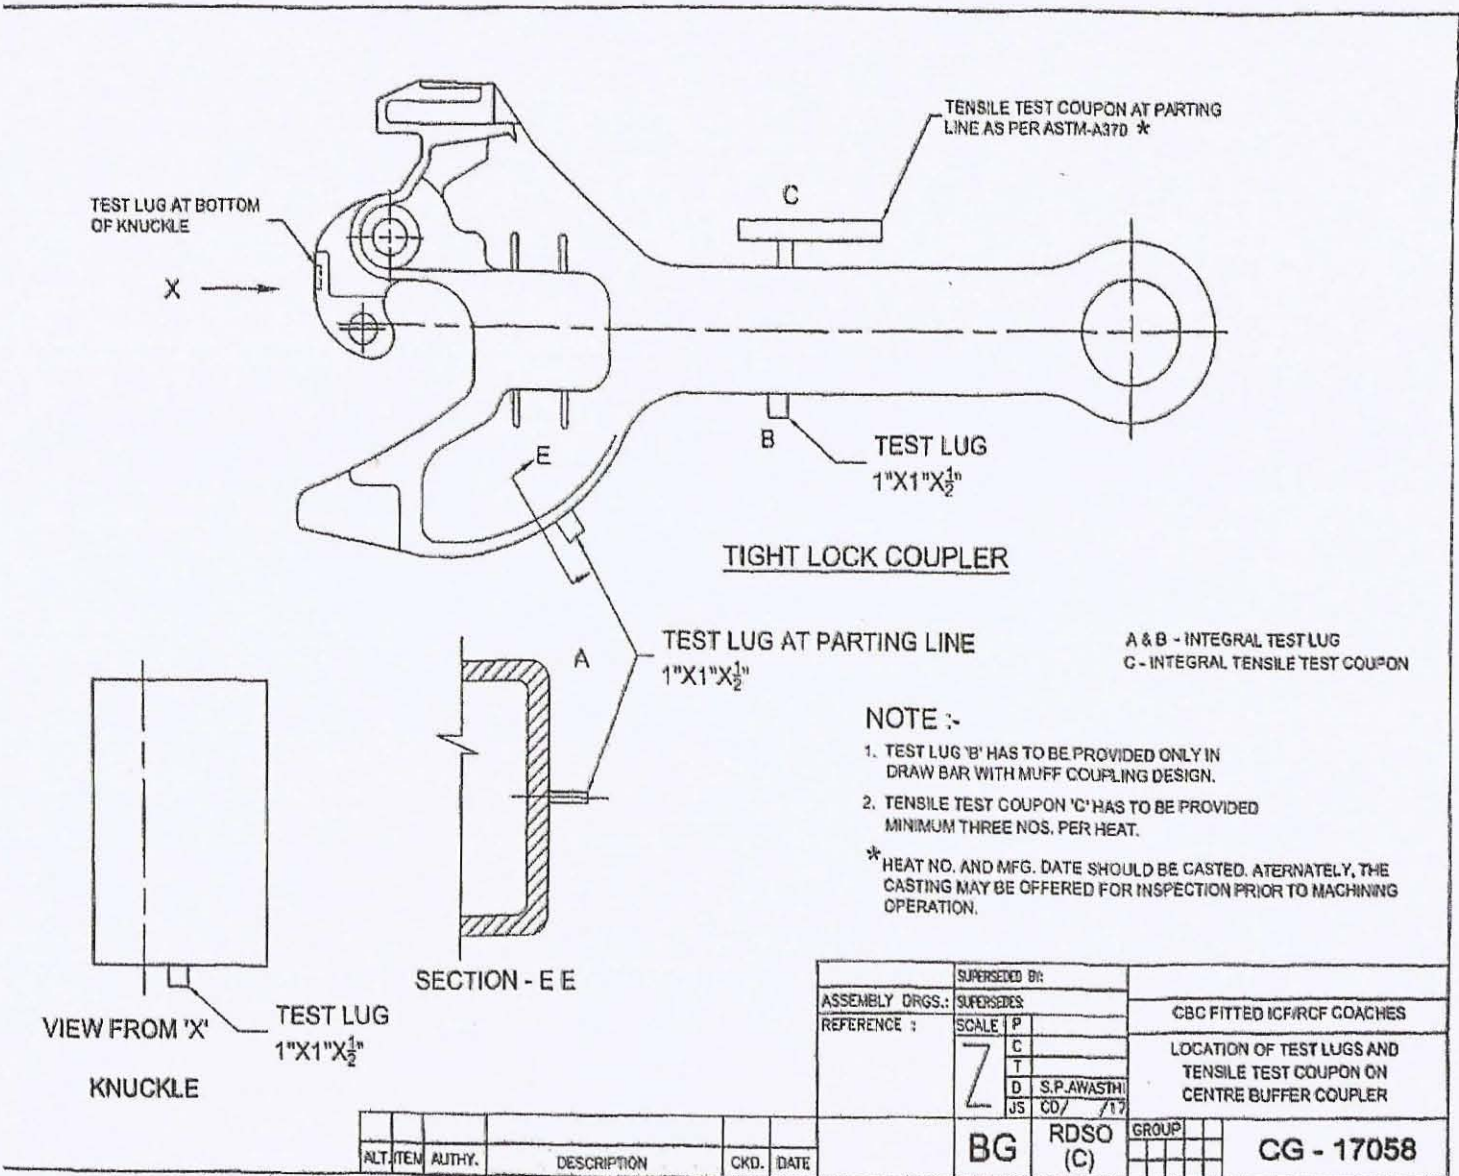 TENSILE TEST COUPON AT PARTING
LINE AS PER ASTM-A370 *
C
TEST LUG AT BOTTOM
OF KNUCKLE
X
B
TEST LUG
1"X1"X½"
E
TIGHT LOCK COUPLER
A
TEST LUG AT PARTING LINE
1"X1"X½"
A & B - INTEGRAL TEST LUG
C - INTEGRAL TENSILE TEST COUPON
NOTE :-
1. TEST LUG 'B' HAS TO BE PROVIDED ONLY IN
DRAW BAR WITH MUFF COUPLING DESIGN.
2. TENSILE TEST COUPON 'C' HAS TO BE PROVIDED
MINIMUM THREE NOS. PER HEAT.
* HEAT NO. AND MFG. DATE SHOULD BE CASTED. ATERNATELY, THE
CASTING MAY BE OFFERED FOR INSPECTION PRIOR TO MACHINING
OPERATION.
SECTION - E E
VIEW FROM 'X'
TEST LUG
1"X1"X½"
KNUCKLE
SUPERSEDED BY:
ASSEMBLY DRGS.: SUPERSEDES:
REFERENCE :
SCALE P
C
T
D S.P.AWASTHI
JS CD/ /17
CBC FITTED ICF/RCF COACHES
LOCATION OF TEST LUGS AND
TENSILE TEST COUPON ON
CENTRE BUFFER COUPLER
BG
RDSO
(C)
GROUP
CG - 17058
ALT. ITEM AUTHY. DESCRIPTION CKD. DATE